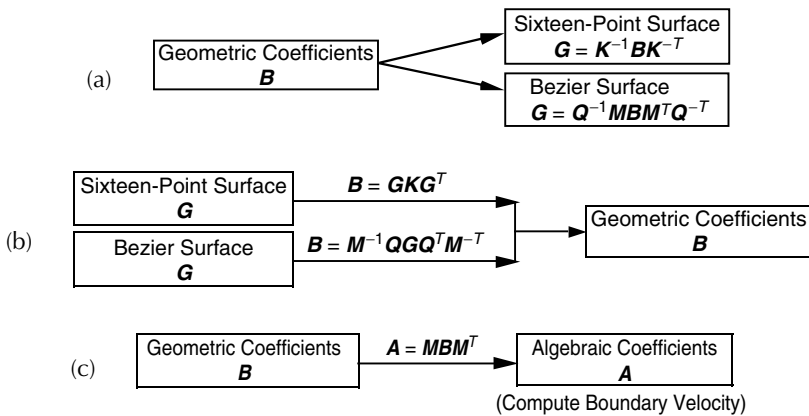 (a)
Geometric Coefficients
B
Sixteen-Point Surface
G = K⁻¹BK⁻ᵀ
Bezier Surface
G = Q⁻¹MBMᵀQ⁻ᵀ
(b)
Sixteen-Point Surface
G
B = GKGᵀ
Bezier Surface
G
B = M⁻¹QGQᵀM⁻ᵀ
Geometric Coefficients
B
(c)
Geometric Coefficients
B
A = MBMᵀ
Algebraic Coefficients
A
(Compute Boundary Velocity)